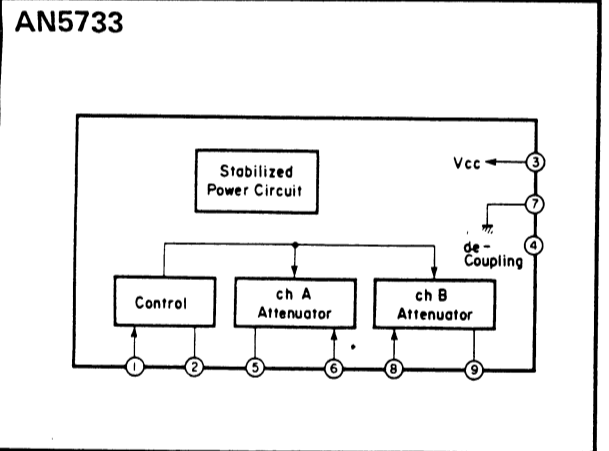 AN5733
Stabilized
Power Circuit
Vcc
3
7
4
de-
Coupling
Control
ch A
Attenuator
ch B
Attenuator
1
2
5
6
8
9